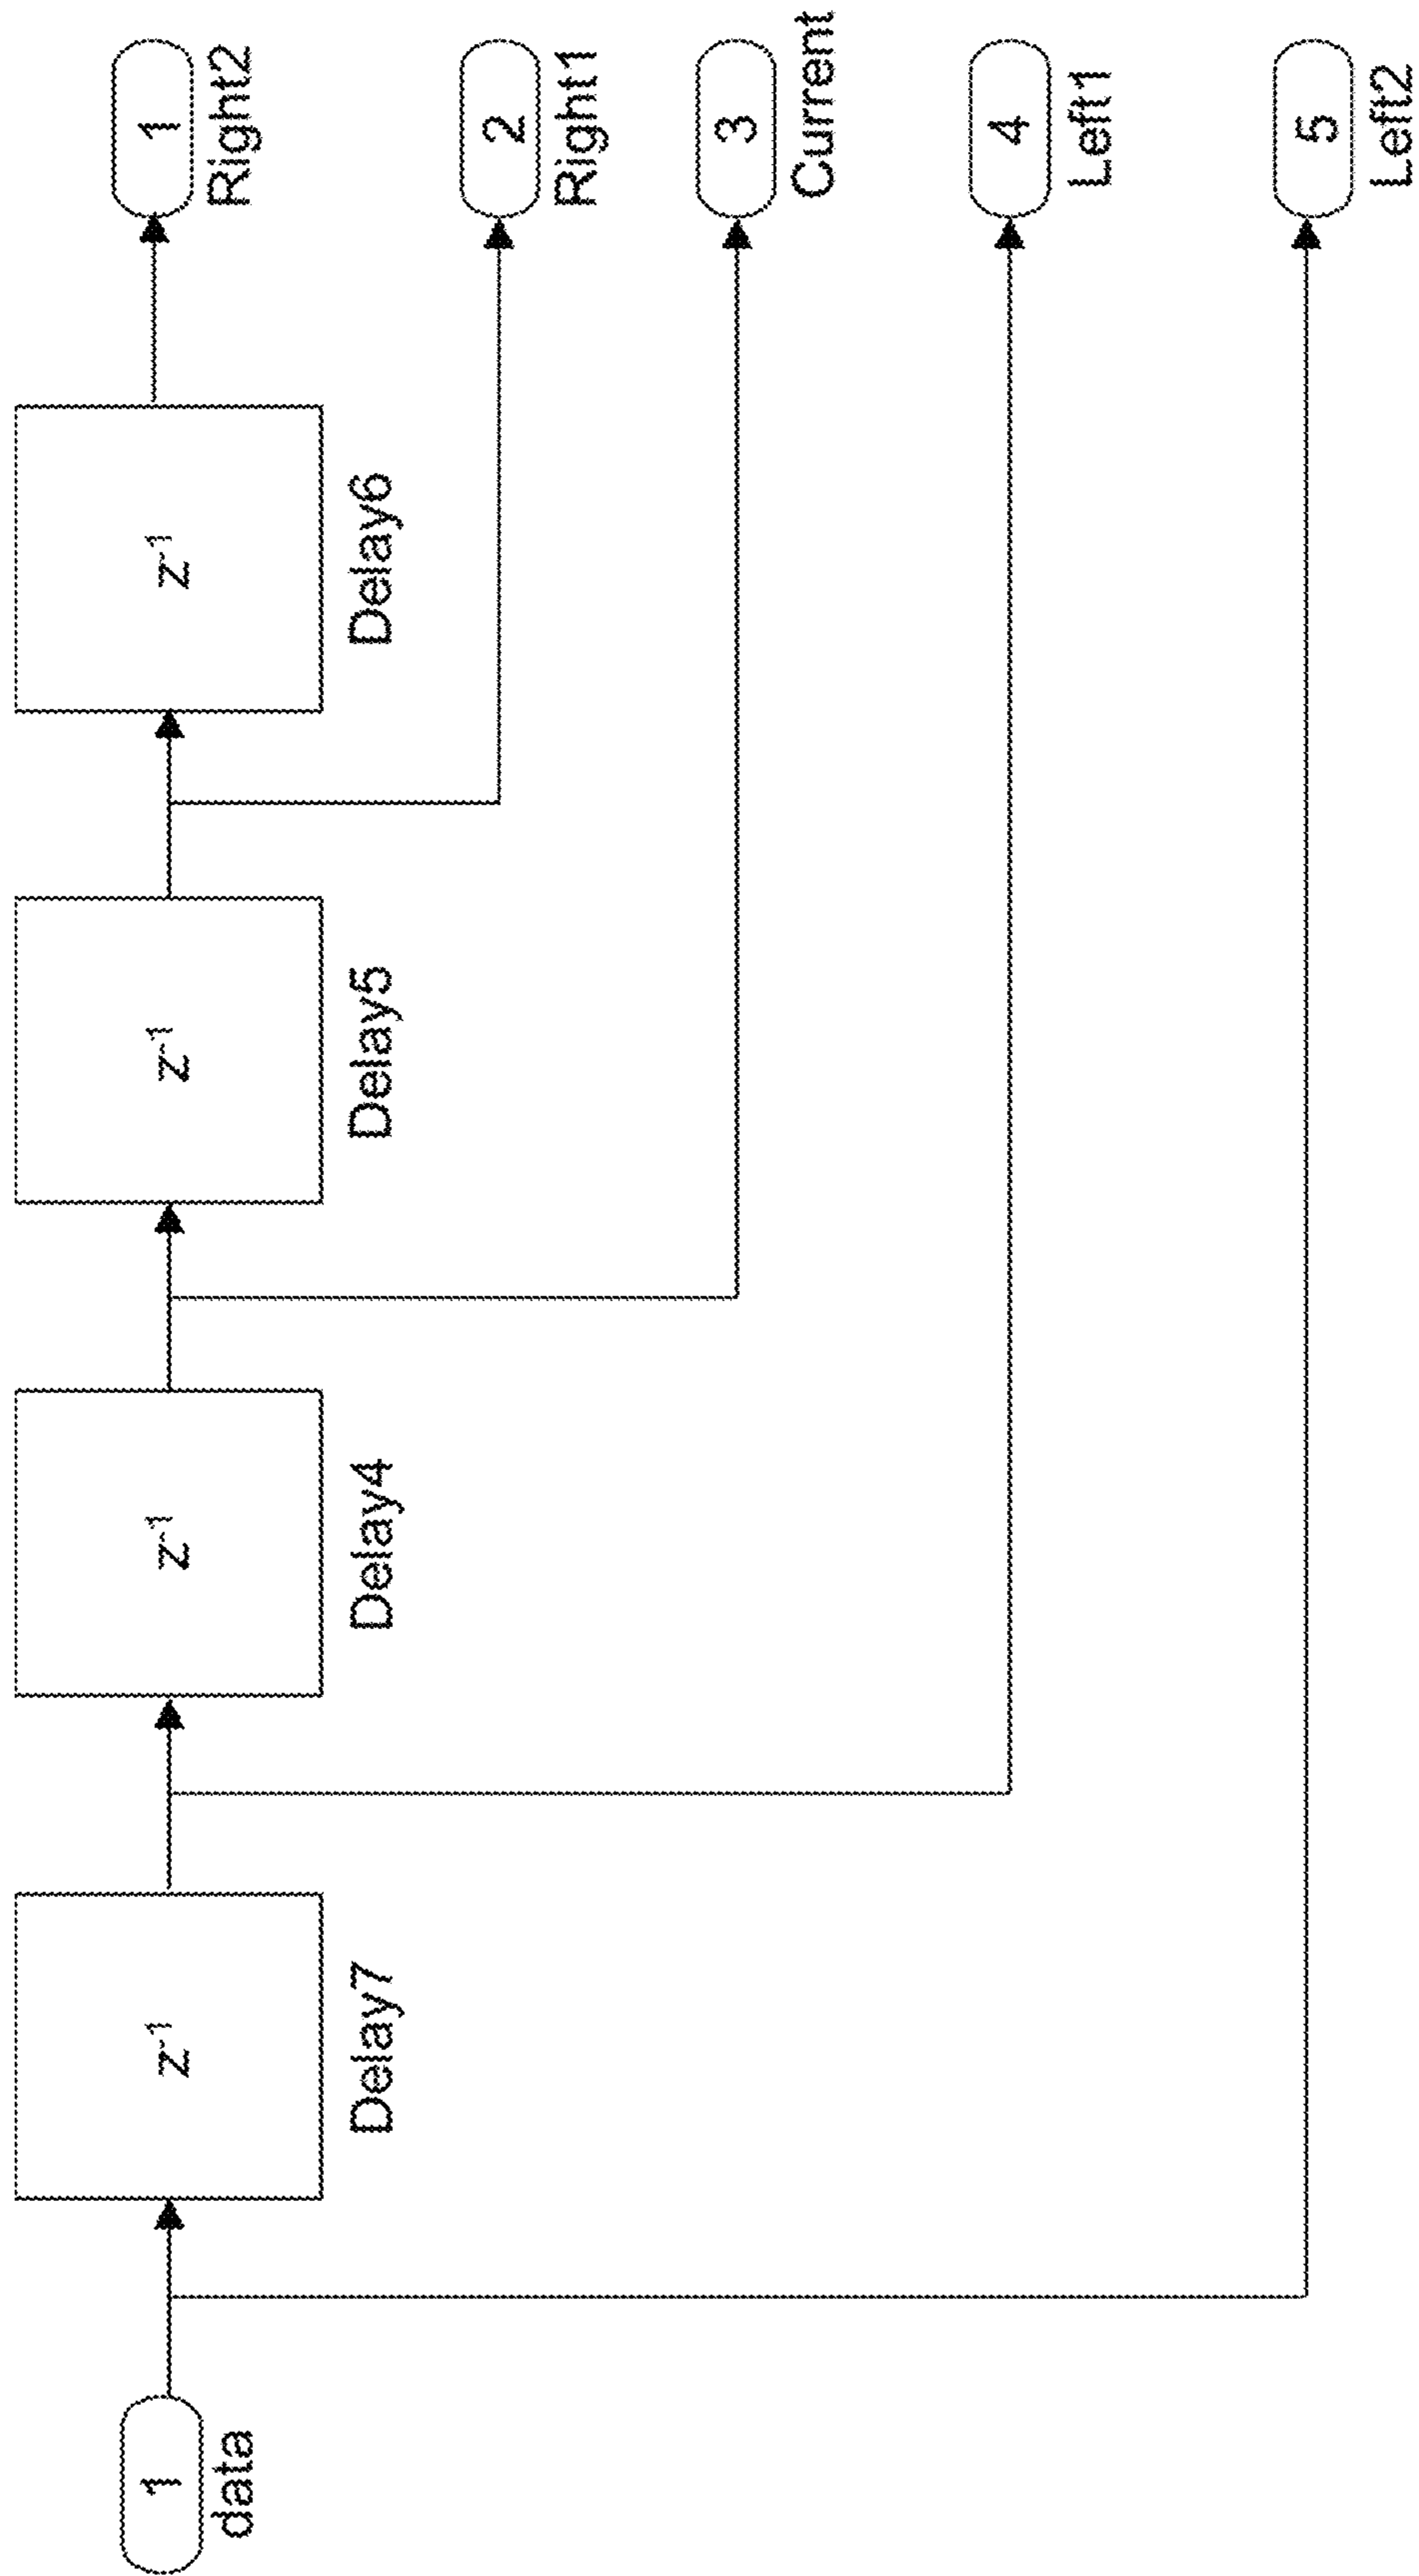 1
data
z-1
Delay7
z-1
Delay4
z-1
Delay5
z-1
Delay6
1
Right2
2
Right1
3
Current
4
Left1
5
Left2